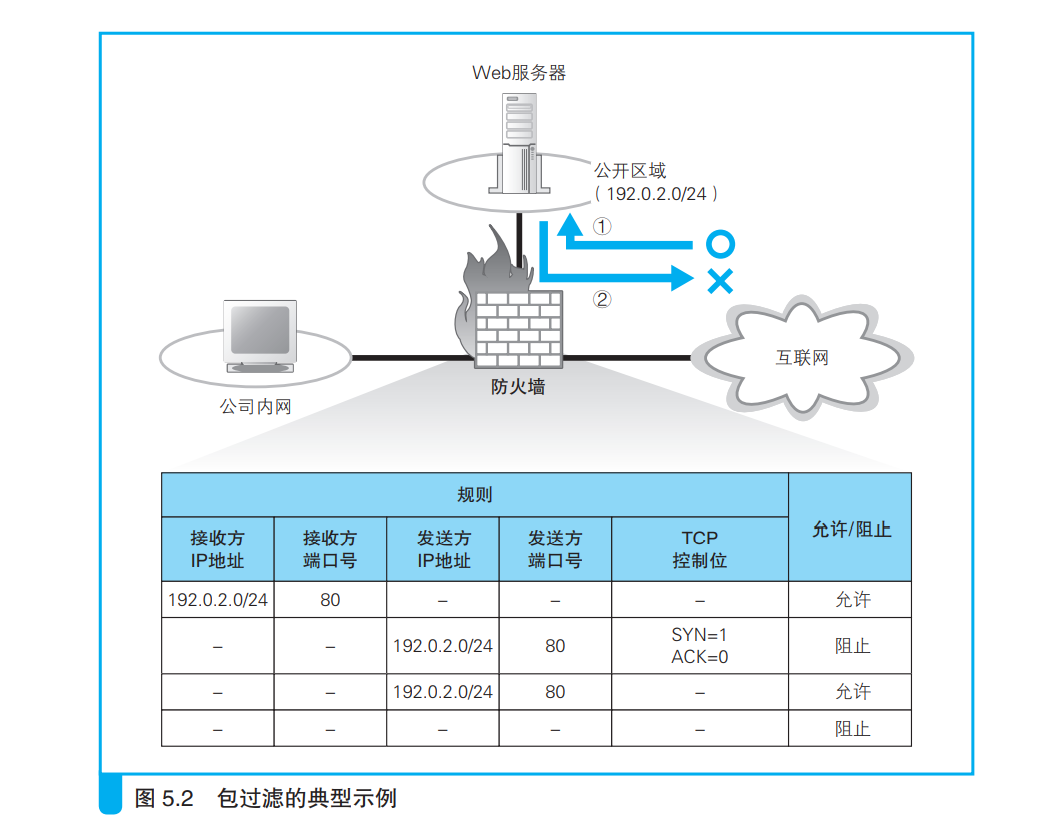 Web服务器
公开区域
（192.0.2.0/24）
①
②
互联网
防火墙
公司内网
规则
允许/阻止
接收方
IP地址
接收方
端口号
发送方
IP地址
发送方
端口号
TCP
控制位
192.0.2.0/24 80 – – – 允许
– – 192.0.2.0/24 80 SYN=1
ACK=0 阻止
– – 192.0.2.0/24 80 – 允许
– – – – – 阻止
图 5.2 包过滤的典型示例